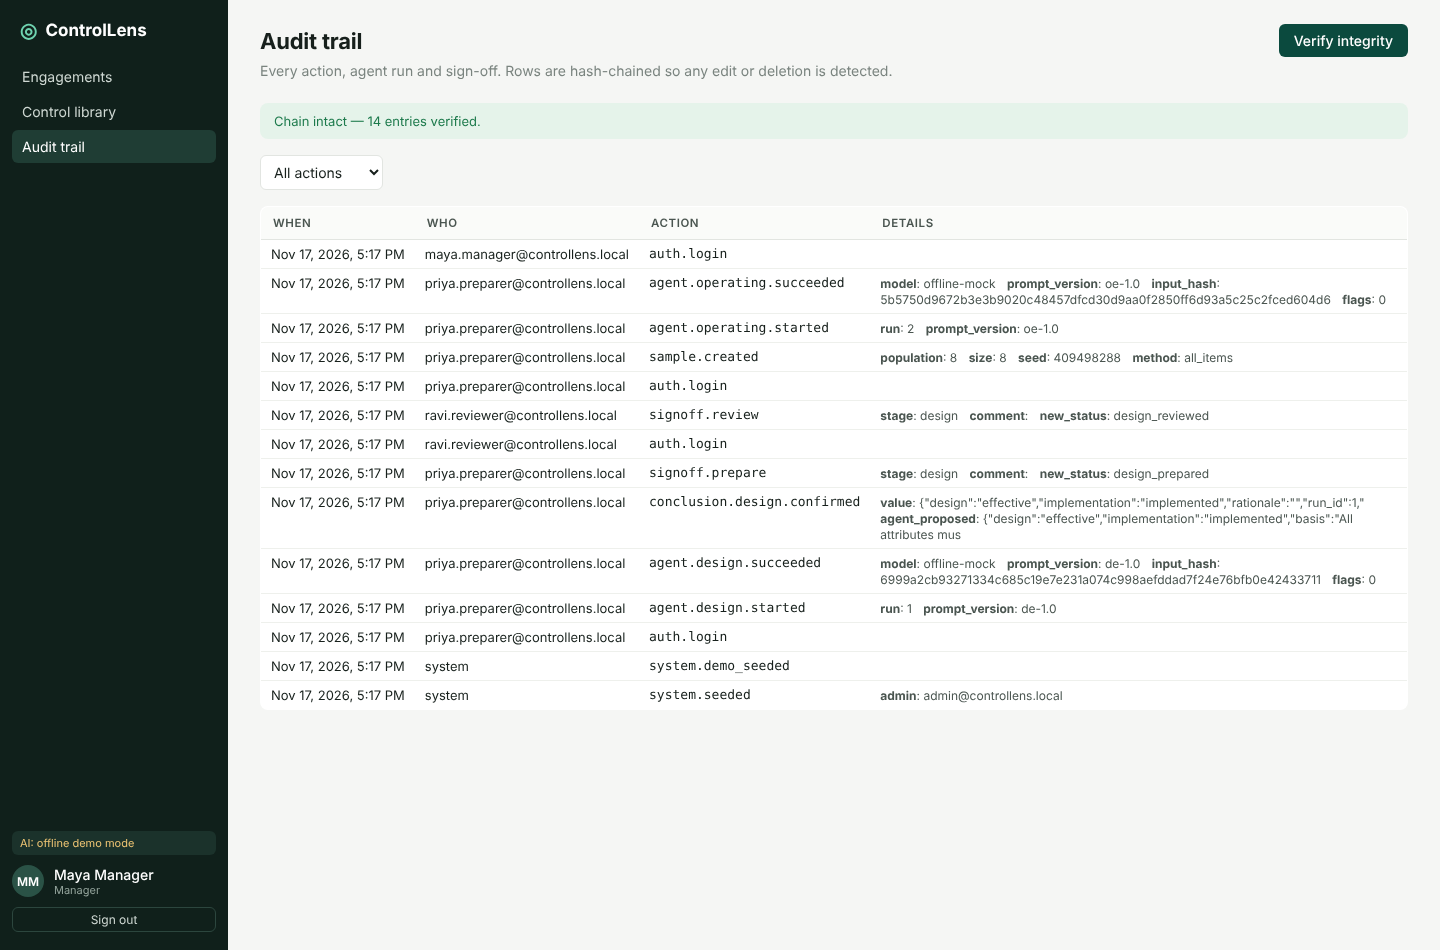 ControlLens
Engagements
Control library
Audit trail
AI: offline demo mode
MM
Maya Manager
Manager
Sign out
Audit trail
Verify integrity
Every action, agent run and sign-off. Rows are hash-chained so any edit or deletion is detected.
Chain intact — 14 entries verified.
All actions
WHEN WHO ACTION DETAILS
Nov 17, 2026, 5:17 PM maya.manager@controllens.local auth.login
Nov 17, 2026, 5:17 PM priya.preparer@controllens.local agent.operating.succeeded model: offline-mock prompt_version: oe-1.0 input_hash:
5b5750d9672b3e3b9020c48457dfcd30d9aa0f2850ff6d93a5c25c2fced604d6 flags: 0
Nov 17, 2026, 5:17 PM priya.preparer@controllens.local agent.operating.started run: 2 prompt_version: oe-1.0
Nov 17, 2026, 5:17 PM priya.preparer@controllens.local sample.created population: 8 size: 8 seed: 409498288 method: all_items
Nov 17, 2026, 5:17 PM priya.preparer@controllens.local auth.login
Nov 17, 2026, 5:17 PM ravi.reviewer@controllens.local signoff.review stage: design comment: new_status: design_reviewed
Nov 17, 2026, 5:17 PM ravi.reviewer@controllens.local auth.login
Nov 17, 2026, 5:17 PM priya.preparer@controllens.local signoff.prepare stage: design comment: new_status: design_prepared
Nov 17, 2026, 5:17 PM priya.preparer@controllens.local conclusion.design.confirmed value: {"design":"effective","implementation":"implemented","rationale":"","run_id":1,"
agent_proposed: {"design":"effective","implementation":"implemented","basis":"All
attributes mus
Nov 17, 2026, 5:17 PM priya.preparer@controllens.local agent.design.succeeded model: offline-mock prompt_version: de-1.0 input_hash:
6999a2cb93271334c685c19e7e231a074c998aefddad7f24e76bfb0e42433711 flags: 0
Nov 17, 2026, 5:17 PM priya.preparer@controllens.local agent.design.started run: 1 prompt_version: de-1.0
Nov 17, 2026, 5:17 PM priya.preparer@controllens.local auth.login
Nov 17, 2026, 5:17 PM system system.demo_seeded
Nov 17, 2026, 5:17 PM system system.seeded admin: admin@controllens.local